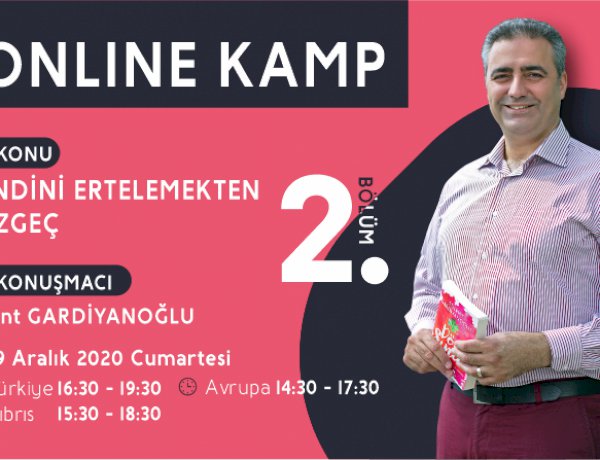 ONLINE KAMP
KONU
NDİNİ ERTELEMEKTEN
ZGEÇ
2.
BÖLÜM
KONUŞMACI
nt GARDİYANOĞLU
9 Aralık 2020 Cumartesi
ürkiye 16:30 - 19:30 Avrupa 14:30 - 17:30
ıbrıs 15:30 - 18:30